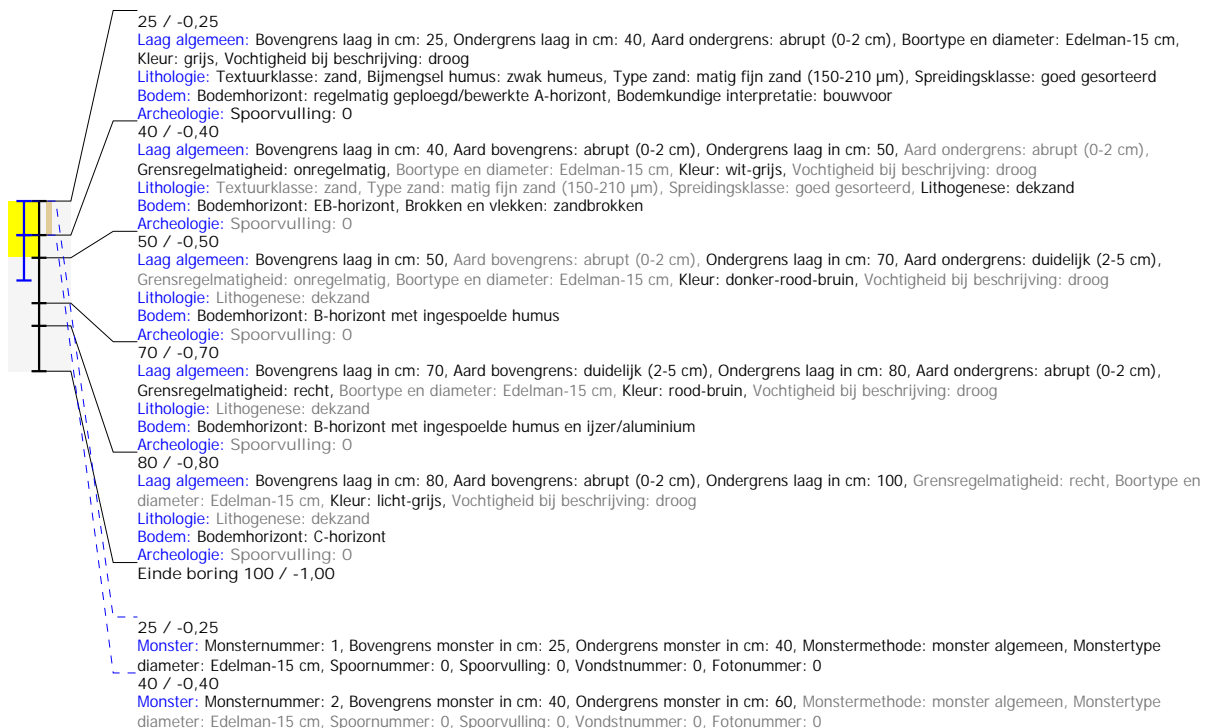 25 / -0,25
Laag algemeen: Bovengrens laag in cm: 25, Ondergrens laag in cm: 40, Aard ondergrens: abrupt (0-2 cm), Boortype en diameter: Edelman-15 cm,
Kleur: grijs, Vochtigheid bij beschrijving: droog
Lithologie: Textuurklasse: zand, Bijmengsel humus: zwak humeus, Type zand: matig fijn zand (150-210 µm), Spreidingsklasse: goed gesorteerd
Bodem: Bodemhorizont: regelmatig geploegd/bewerkte A-horizont, Bodemkundige interpretatie: bouwvoor
Archeologie: Spoorvulling: 0
40 / -0,40
Laag algemeen: Bovengrens laag in cm: 40, Aard bovengrens: abrupt (0-2 cm), Ondergrens laag in cm: 50, Aard ondergrens: abrupt (0-2 cm),
Grensregelmatigheid: onregelmatig, Boortype en diameter: Edelman-15 cm, Kleur: wit-grijs, Vochtigheid bij beschrijving: droog
Lithologie: Textuurklasse: zand, Type zand: matig fijn zand (150-210 µm), Spreidingsklasse: goed gesorteerd, Lithogenese: dekzand
Bodem: Bodemhorizont: EB-horizont, Brokken en vlekken: zandbrokken
Archeologie: Spoorvulling: 0
50 / -0,50
Laag algemeen: Bovengrens laag in cm: 50, Aard bovengrens: abrupt (0-2 cm), Ondergrens laag in cm: 70, Aard ondergrens: duidelijk (2-5 cm),
Grensregelmatigheid: onregelmatig, Boortype en diameter: Edelman-15 cm, Kleur: donker-rood-bruin, Vochtigheid bij beschrijving: droog
Lithologie: Lithogenese: dekzand
Bodem: Bodemhorizont: B-horizont met ingespoelde humus
Archeologie: Spoorvulling: 0
70 / -0,70
Laag algemeen: Bovengrens laag in cm: 70, Aard bovengrens: duidelijk (2-5 cm), Ondergrens laag in cm: 80, Aard ondergrens: abrupt (0-2 cm),
Grensregelmatigheid: recht, Boortype en diameter: Edelman-15 cm, Kleur: rood-bruin, Vochtigheid bij beschrijving: droog
Lithologie: Lithogenese: dekzand
Bodem: Bodemhorizont: B-horizont met ingespoelde humus en ijzer/aluminium
Archeologie: Spoorvulling: 0
80 / -0,80
Laag algemeen: Bovengrens laag in cm: 80, Aard bovengrens: abrupt (0-2 cm), Ondergrens laag in cm: 100, Grensregelmatigheid: recht, Boortype en
diameter: Edelman-15 cm, Kleur: licht-grijs, Vochtigheid bij beschrijving: droog
Lithologie: Lithogenese: dekzand
Bodem: Bodemhorizont: C-horizont
Archeologie: Spoorvulling: 0
Einde boring 100 / -1,00
25 / -0,25
Monster: Monsternummer: 1, Bovengrens monster in cm: 25, Ondergrens monster in cm: 40, Monstermethode: monster algemeen, Monstertype
diameter: Edelman-15 cm, Spoornummer: 0, Spoorvulling: 0, Vondstnummer: 0, Fotonummer: 0
40 / -0,40
Monster: Monsternummer: 2, Bovengrens monster in cm: 40, Ondergrens monster in cm: 60, Monstermethode: monster algemeen, Monstertype
diameter: Edelman-15 cm, Spoornummer: 0, Spoorvulling: 0, Vondstnummer: 0, Fotonummer: 0